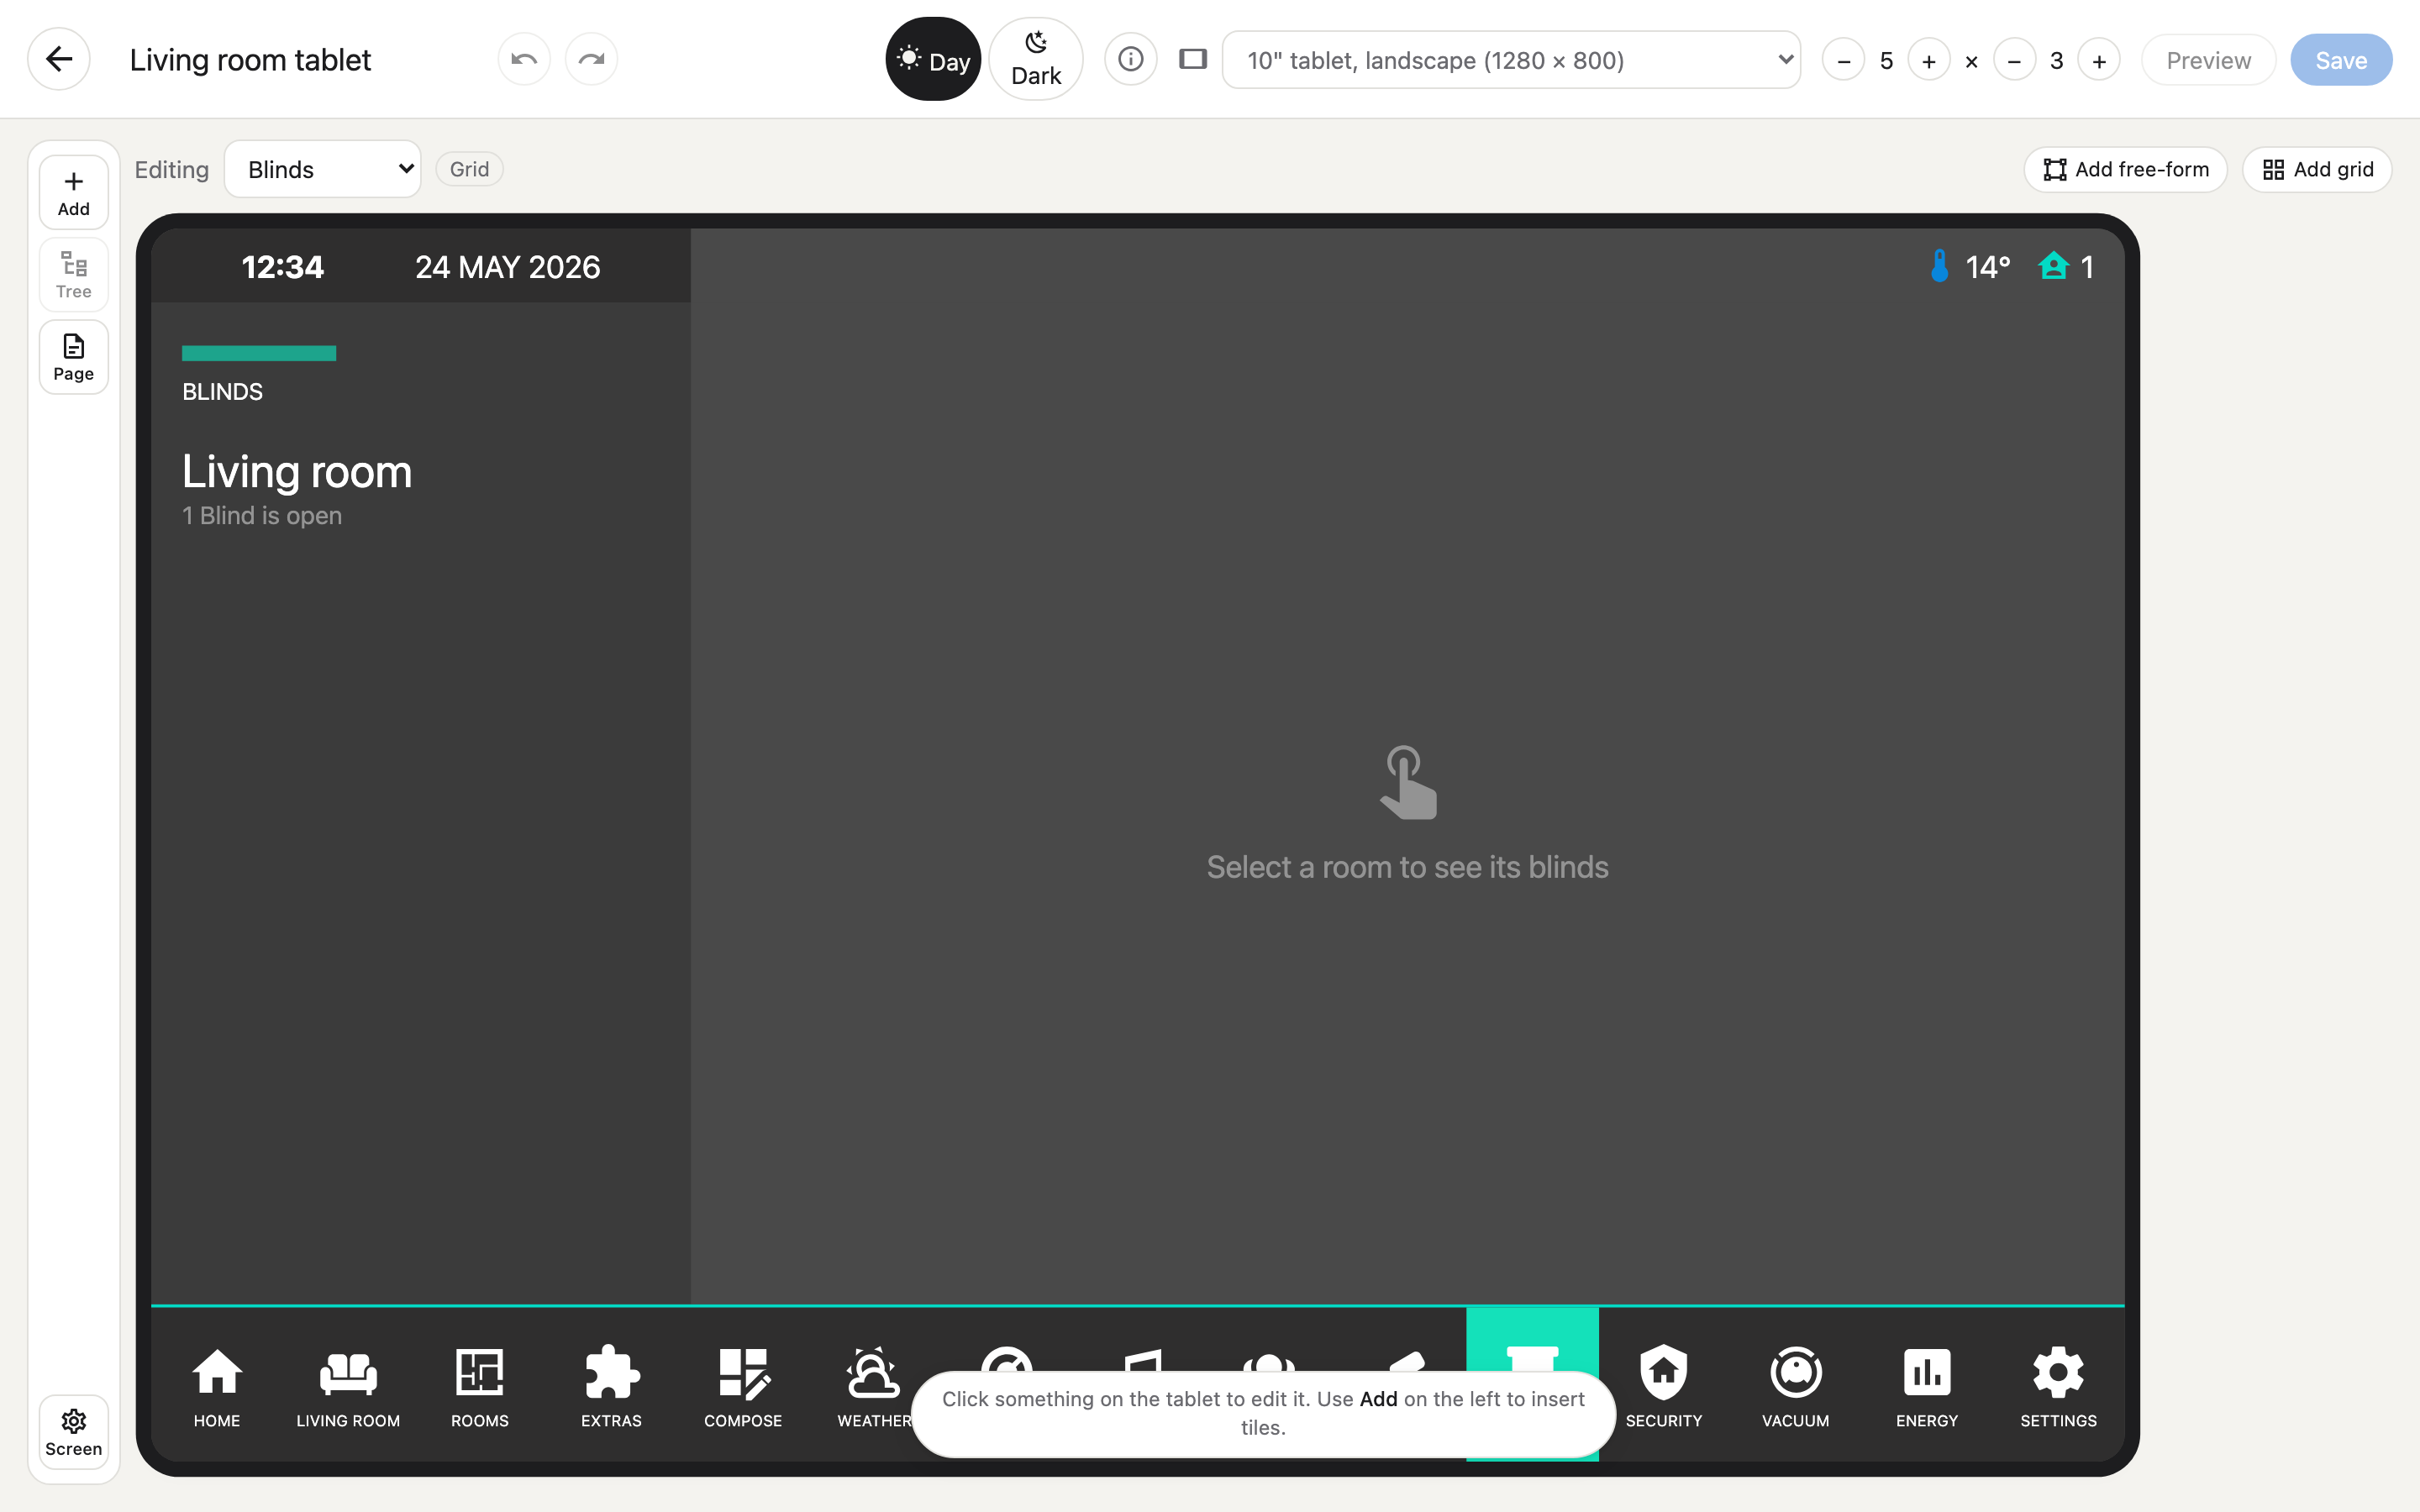 Living room tablet
Day
Dark
10" tablet, landscape (1280 × 800)
− 5 + × − 3 +
Preview
Save
Add
Tree
Page
Screen
Editing
Blinds
Grid
Add free-form
Add grid
12:34
24 MAY 2026
14°
1
BLINDS
Living room
1 Blind is open
Select a room to see its blinds
HOME
LIVING ROOM
ROOMS
EXTRAS
COMPOSE
WEATHER
SECURITY
VACUUM
ENERGY
SETTINGS
Click something on the tablet to edit it. Use Add on the left to insert
tiles.